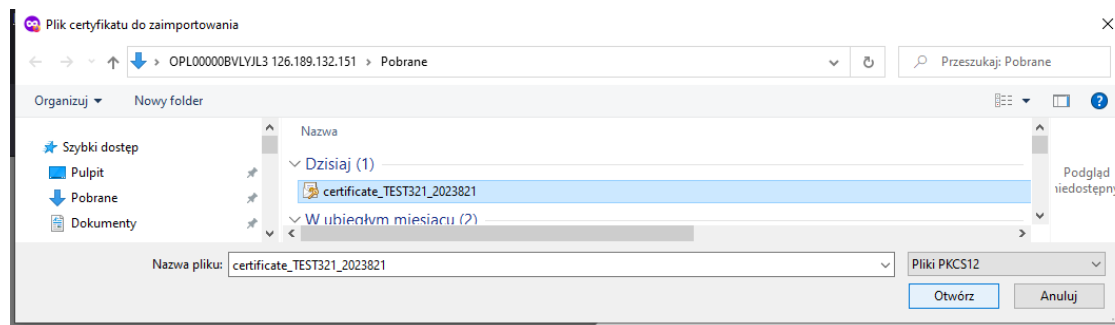 Plik certyfikatu do zaimportowania
OPL00000BVLYJL3 126.189.132.151 > Pobrane
Przeszukaj: Pobrane
Organizuj
Nowy folder
Szybki dostęp
Pulpit
Pobrane
Dokumenty
Nazwa
Dzisiaj (1)
certificate_TEST321_2023821
W ubiegłym miesiącu (2)
Podgląd
niedostępny
Nazwa pliku: certificate_TEST321_2023821
Pliki PKCS12
Otwórz
Anuluj